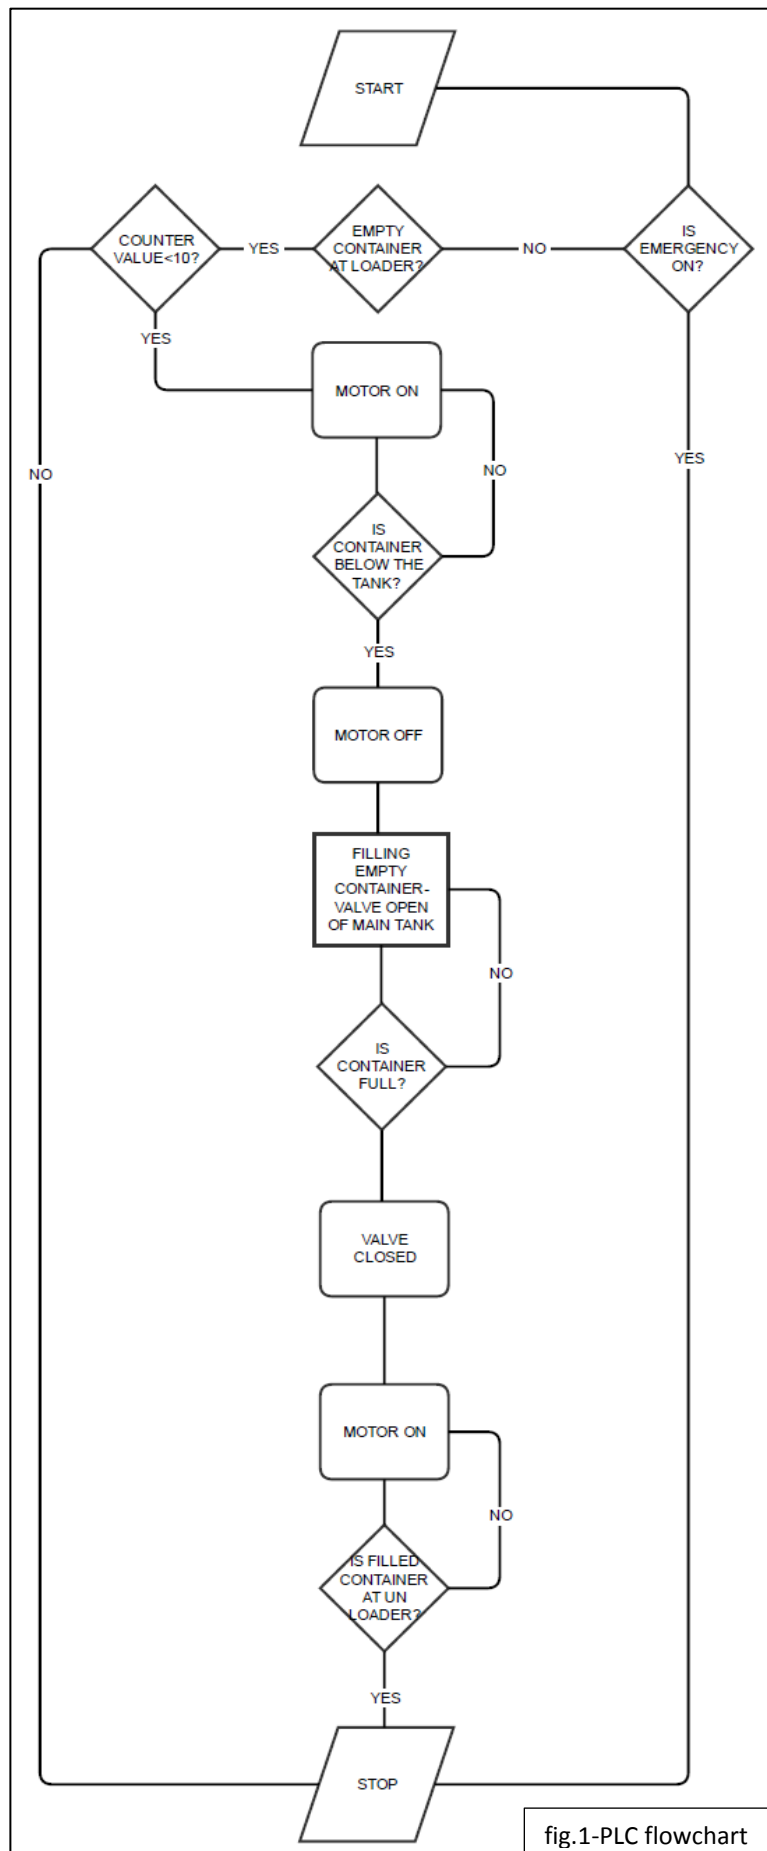 START
COUNTER
VALUE<10?
YES
EMPTY
CONTAINER
AT LOADER?
NO
IS
EMERGENCY
ON?
YES
MOTOR ON
NO
YES
NO
IS
CONTAINER
BELOW THE
TANK?
YES
MOTOR OFF
FILLING
EMPTY
CONTAINER-
VALVE OPEN
OF MAIN TANK
NO
IS
CONTAINER
FULL?
VALVE
CLOSED
MOTOR ON
NO
IS FILLED
CONTAINER
AT UN
LOADER?
YES
STOP
fig.1-PLC flowchart